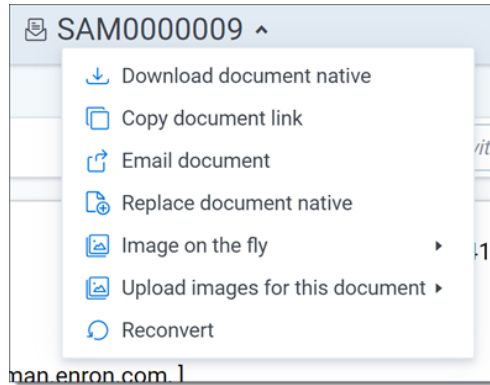 SAM0000009
Download document native
Copy document link
Email document
Replace document native
Image on the fly
Upload images for this document
Reconvert
man.enron.com, ]